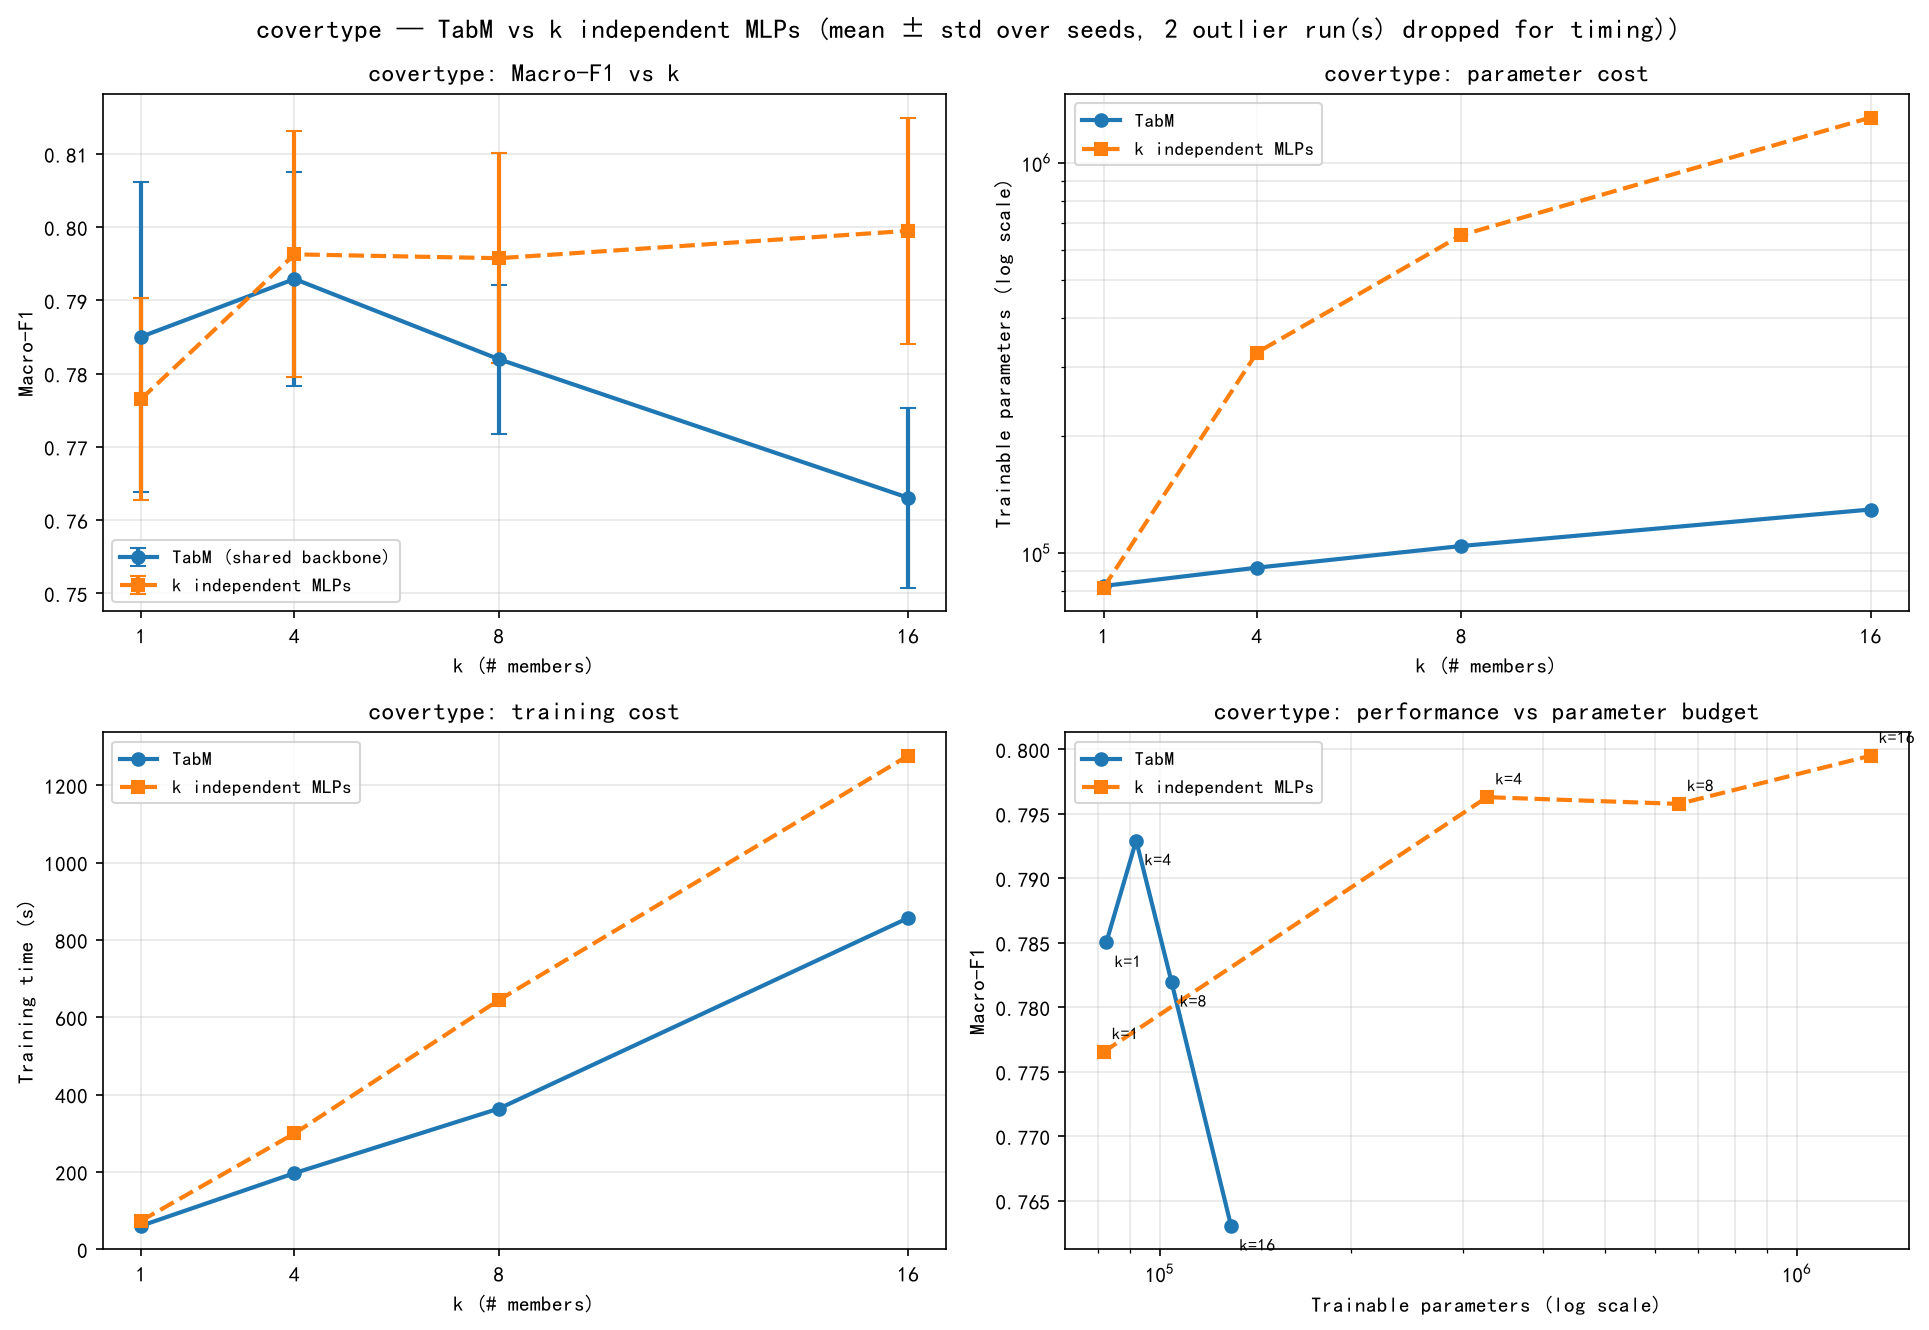 covertype — TabM vs k independent MLPs (mean ± std over seeds, 2 outlier run(s) dropped for timing))
covertype: Macro-F1 vs k
Macro-F1
0.81
0.80
0.79
0.78
0.77
0.76
0.75
TabM (shared backbone)
k independent MLPs
1
4
8
16
k (# members)
covertype: parameter cost
TabM
k independent MLPs
Trainable parameters (log scale)
10⁶
10⁵
1
4
8
16
k (# members)
covertype: training cost
TabM
k independent MLPs
Training time (s)
1200
1000
800
600
400
200
0
1
4
8
16
k (# members)
covertype: performance vs parameter budget
TabM
k independent MLPs
Macro-F1
0.800
0.795
0.790
0.785
0.780
0.775
0.770
0.765
k=16
k=4
k=8
k=4
k=1
k=8
k=1
k=16
10⁵
10⁶
Trainable parameters (log scale)